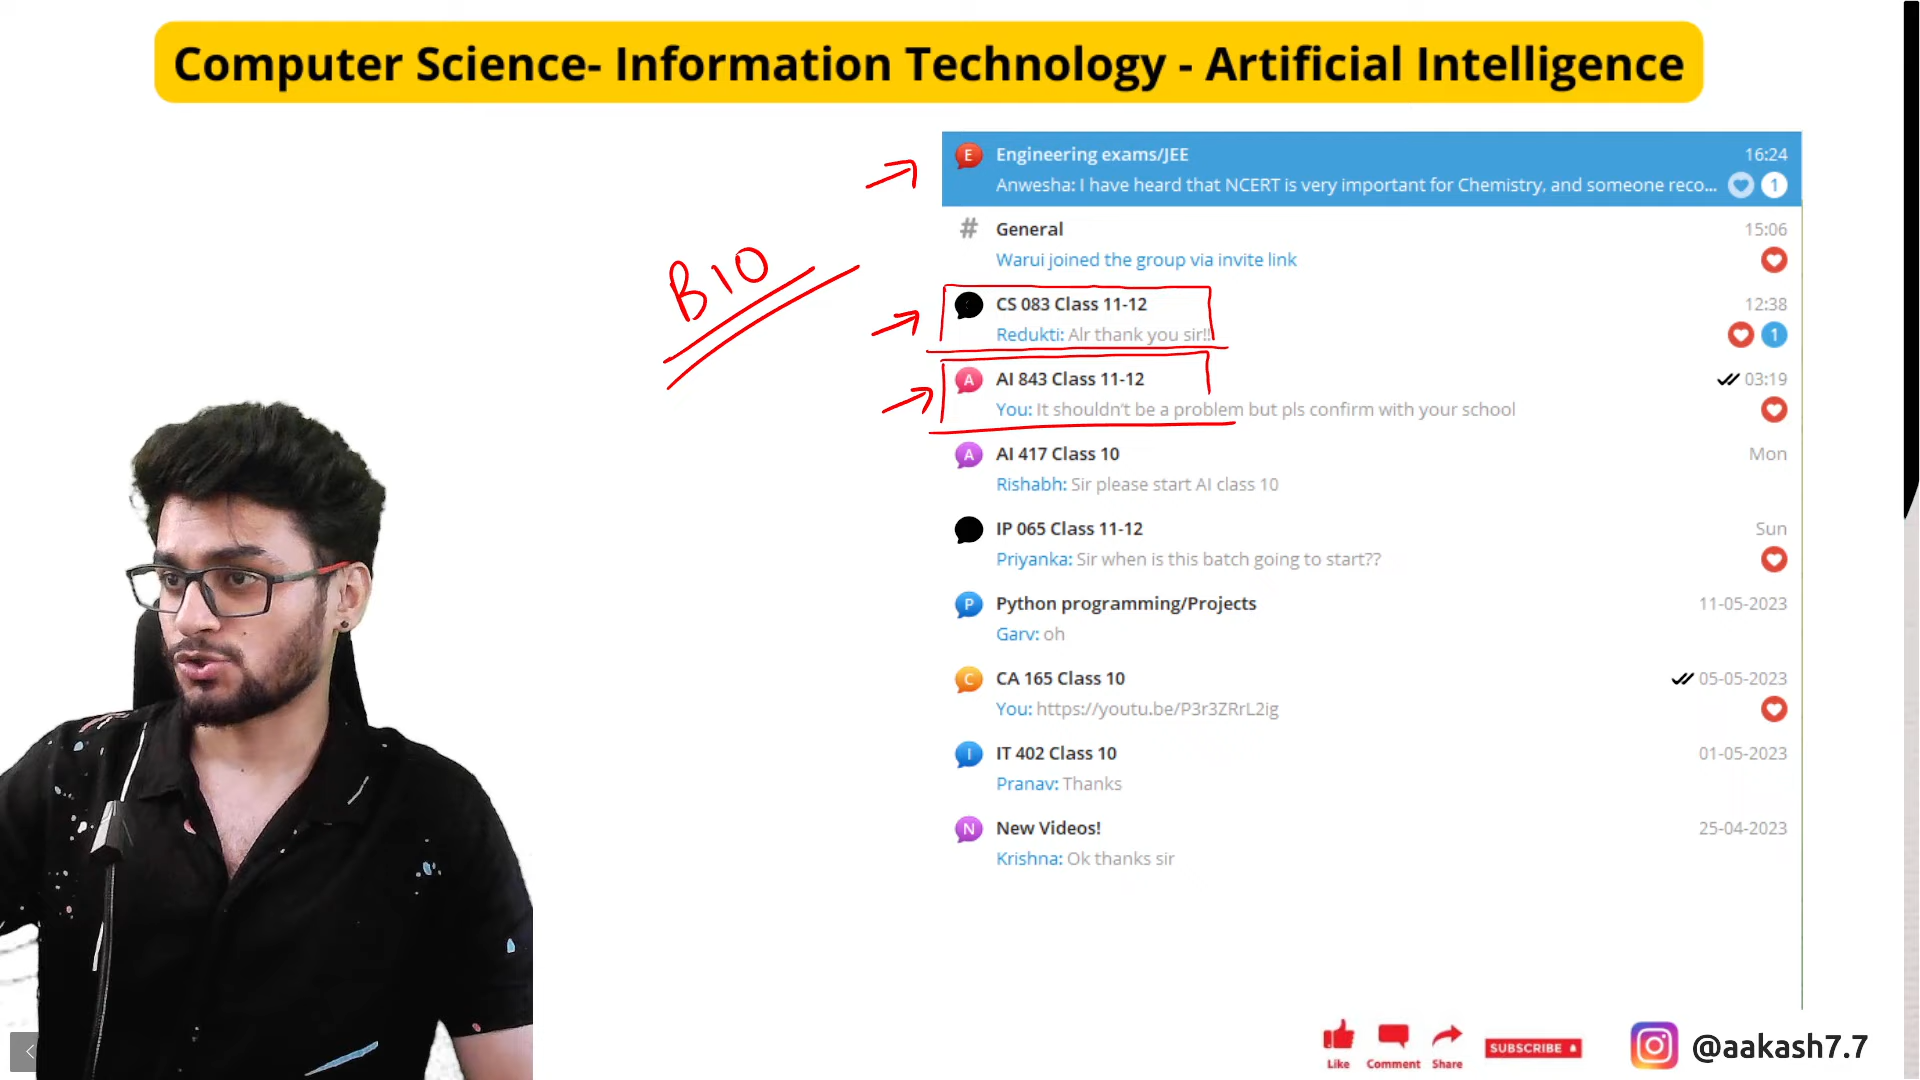 Computer Science- Information Technology - Artificial Intelligence
E Engineering exams/JEE 16:24
Anwesha: I have heard that NCERT is very important for Chemistry, and someone reco... 1
# General 15:06
Warui joined the group via invite link
BIO
CS 083 Class 11-12 12:38
Redukti: Alr thank you sir!! 1
A AI 843 Class 11-12 03:19
You: It shouldn't be a problem but pls confirm with your school
A AI 417 Class 10 Mon
Rishabh: Sir please start AI class 10
IP 065 Class 11-12 Sun
Priyanka: Sir when is this batch going to start??
P Python programming/Projects 11-05-2023
Garv: oh
C CA 165 Class 10 05-05-2023
You: https://youtu.be/P3r3ZRrL2ig
I IT 402 Class 10 01-05-2023
Pranav: Thanks
N New Videos! 25-04-2023
Krishna: Ok thanks sir
Like Comment Share SUBSCRIBE @aakash7.7